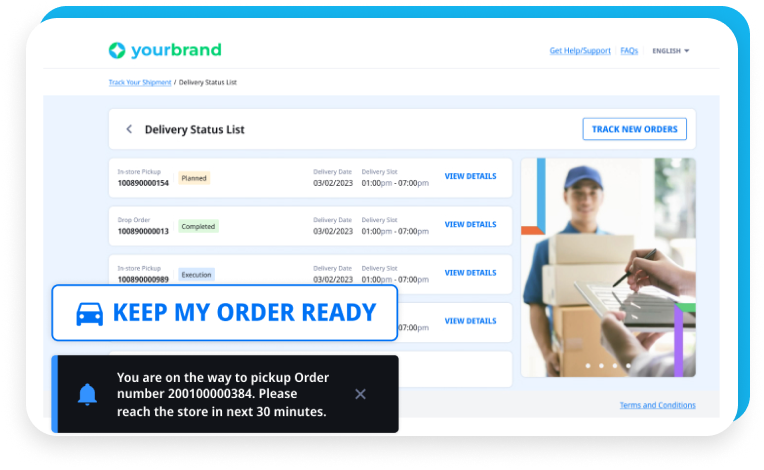 yourbrand
Get Help/Support FAQs ENGLISH
Track Your Shipment / Delivery Status List
Delivery Status List
TRACK NEW ORDERS
In-store Pickup Delivery Date Delivery Slot
100890000154 Planned 03/02/2023 01:00pm - 07:00pm VIEW DETAILS
Drop Order Delivery Date Delivery Slot
100890000013 Completed 03/02/2023 01:00pm - 07:00pm VIEW DETAILS
In-store Pickup Delivery Date Delivery Slot
100890000989 Execution 03/02/2023 01:00pm - 07:00pm VIEW DETAILS
KEEP MY ORDER READY
07:00pm VIEW DETAILS
You are on the way to pickup Order
number 200100000384. Please
reach the store in next 30 minutes.
Terms and Conditions